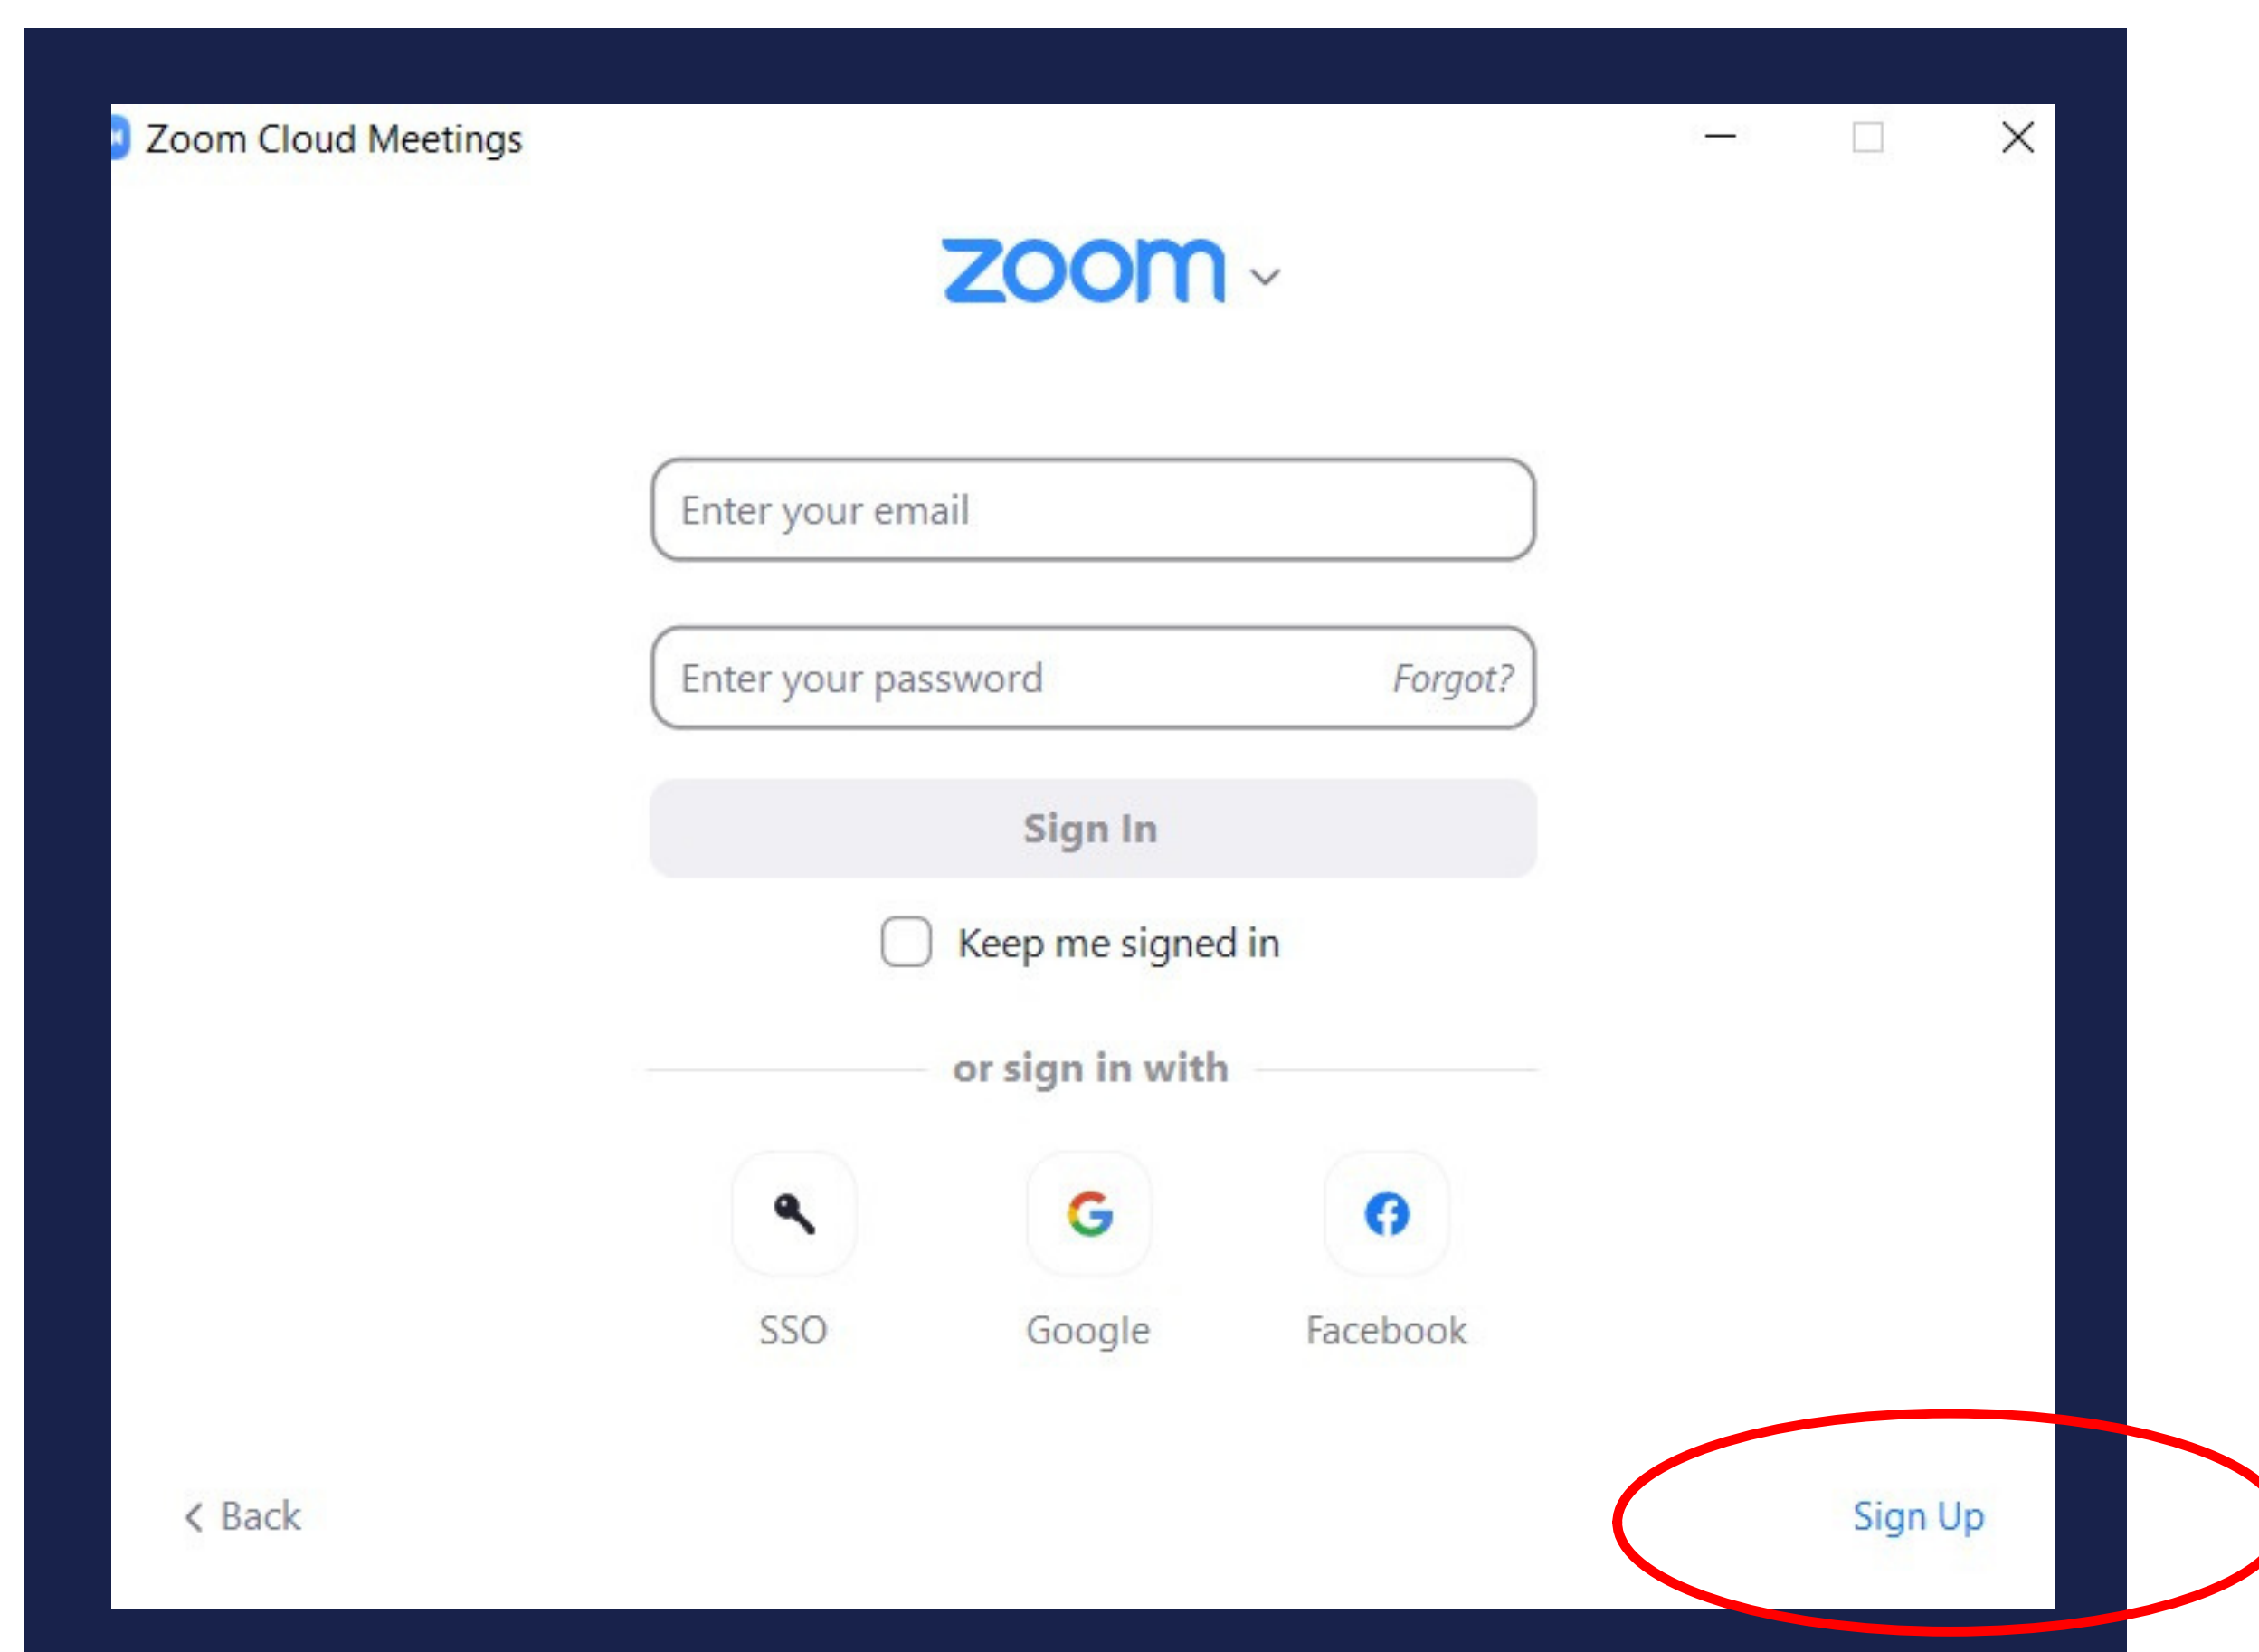 Zoom Cloud Meetings
zoom
Enter your email
Enter your password Forgot?
Sign In
Keep me signed in
or sign in with
SSO Google Facebook
Back Sign Up